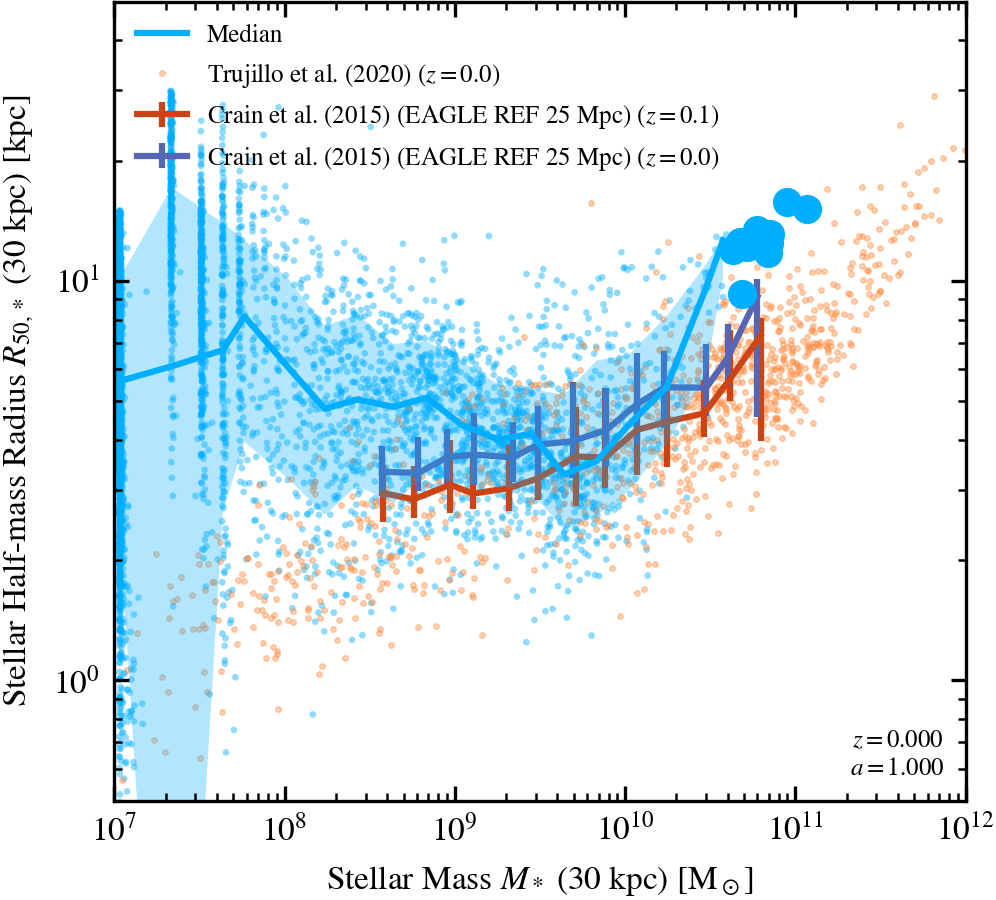 Median
Trujillo et al. (2020) (z = 0.0)
Crain et al. (2015) (EAGLE REF 25 Mpc) (z = 0.1)
Crain et al. (2015) (EAGLE REF 25 Mpc) (z = 0.0)
Stellar Half-mass Radius R₅₀,* (30 kpc) [kpc]
10¹
10⁰
z = 0.000
a = 1.000
10⁷ 10⁸ 10⁹ 10¹⁰ 10¹¹ 10¹²
Stellar Mass M* (30 kpc) [M⊙]